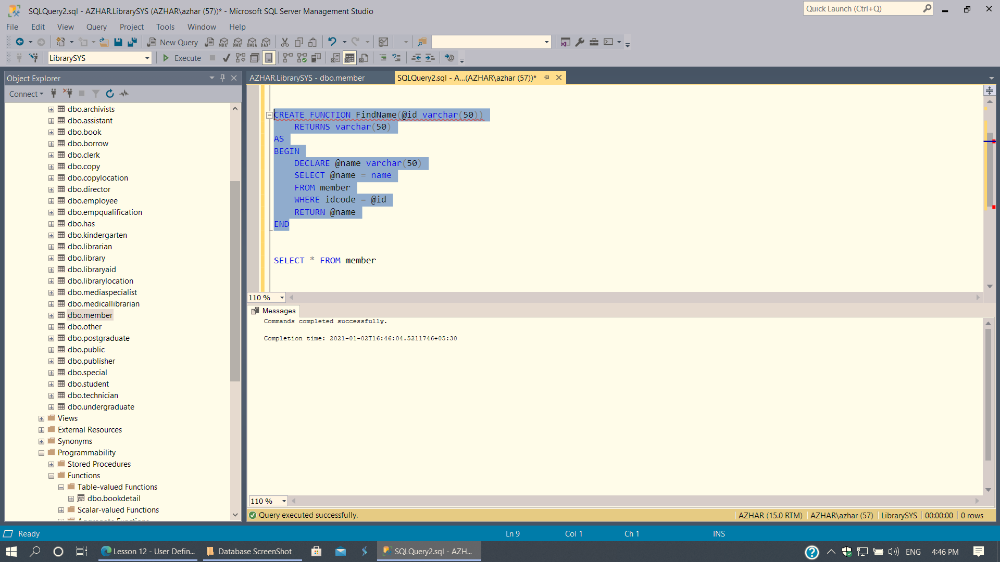 SQLQuery2.sql - AZHAR.LibrarySYS (AZHAR\azhar (57))* - Microsoft SQL Server Management Studio
Quick Launch (Ctrl+Q)
File Edit View Query Project Tools Window Help
New Query
MDX DMX XMLA DAX
LibrarySYS
Execute
Object Explorer
Connect
dbo.archivists
dbo.assistant
dbo.book
dbo.borrow
dbo.clerk
dbo.copy
dbo.copylocation
dbo.director
dbo.employee
dbo.empqualification
dbo.has
dbo.kindergarten
dbo.librarian
dbo.library
dbo.libraryaid
dbo.librarylocation
dbo.mediaspecialist
dbo.medicallibrarian
dbo.member
dbo.other
dbo.postgraduate
dbo.public
dbo.publisher
dbo.special
dbo.student
dbo.technician
dbo.undergraduate
Views
External Resources
Synonyms
Programmability
Stored Procedures
Functions
Table-valued Functions
dbo.bookdetail
Scalar-valued Functions
AZHAR.LibrarySYS - dbo.member
SQLQuery2.sql - A...(AZHAR\azhar (57))*
CREATE FUNCTION FindName(@id varchar(50))
RETURNS varchar(50)
AS
BEGIN
DECLARE @name varchar(50)
SELECT @name = name
FROM member
WHERE idcode = @id
RETURN @name
END
SELECT * FROM member
110 %
Messages
Commands completed successfully.
Completion time: 2021-01-02T16:46:04.5211746+05:30
110 %
Query executed successfully.
AZHAR (15.0 RTM) AZHAR\azhar (57) LibrarySYS 00:00:00 0 rows
Ready
Ln 9 Col 1 Ch 1 INS
Lesson 12 - User Defin...
Database ScreenShot
SQLQuery2.sql - AZH...
ENG
4:46 PM